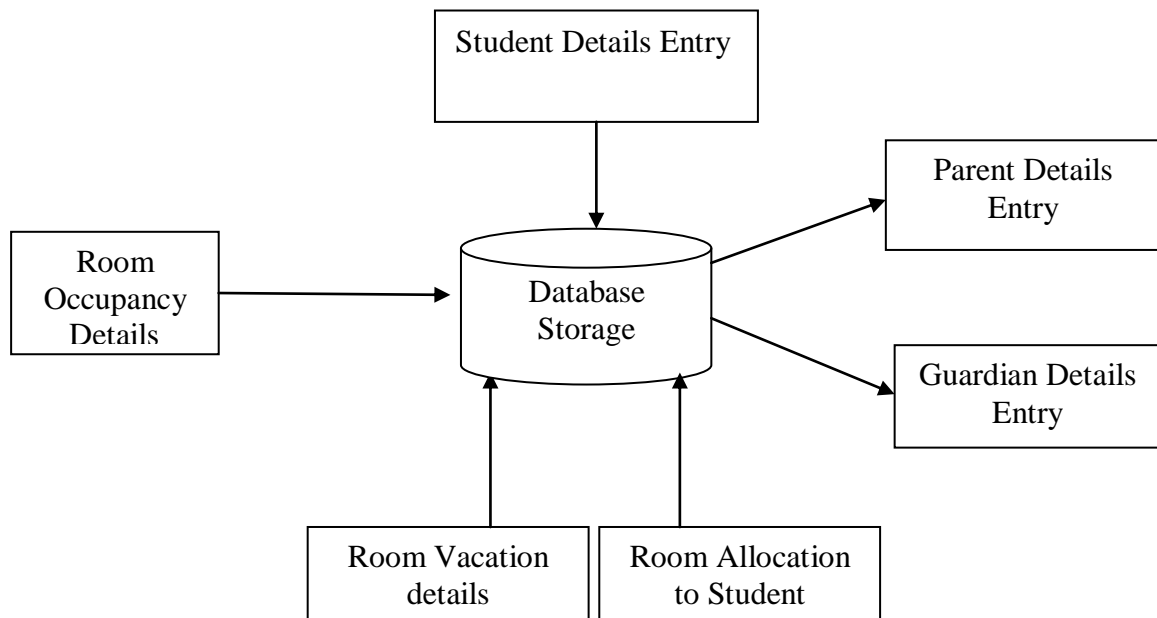 Student Details Entry
Parent Details
Entry
Room
Occupancy
Details
Database
Storage
Guardian Details
Entry
Room Vacation
details
Room Allocation
to Student